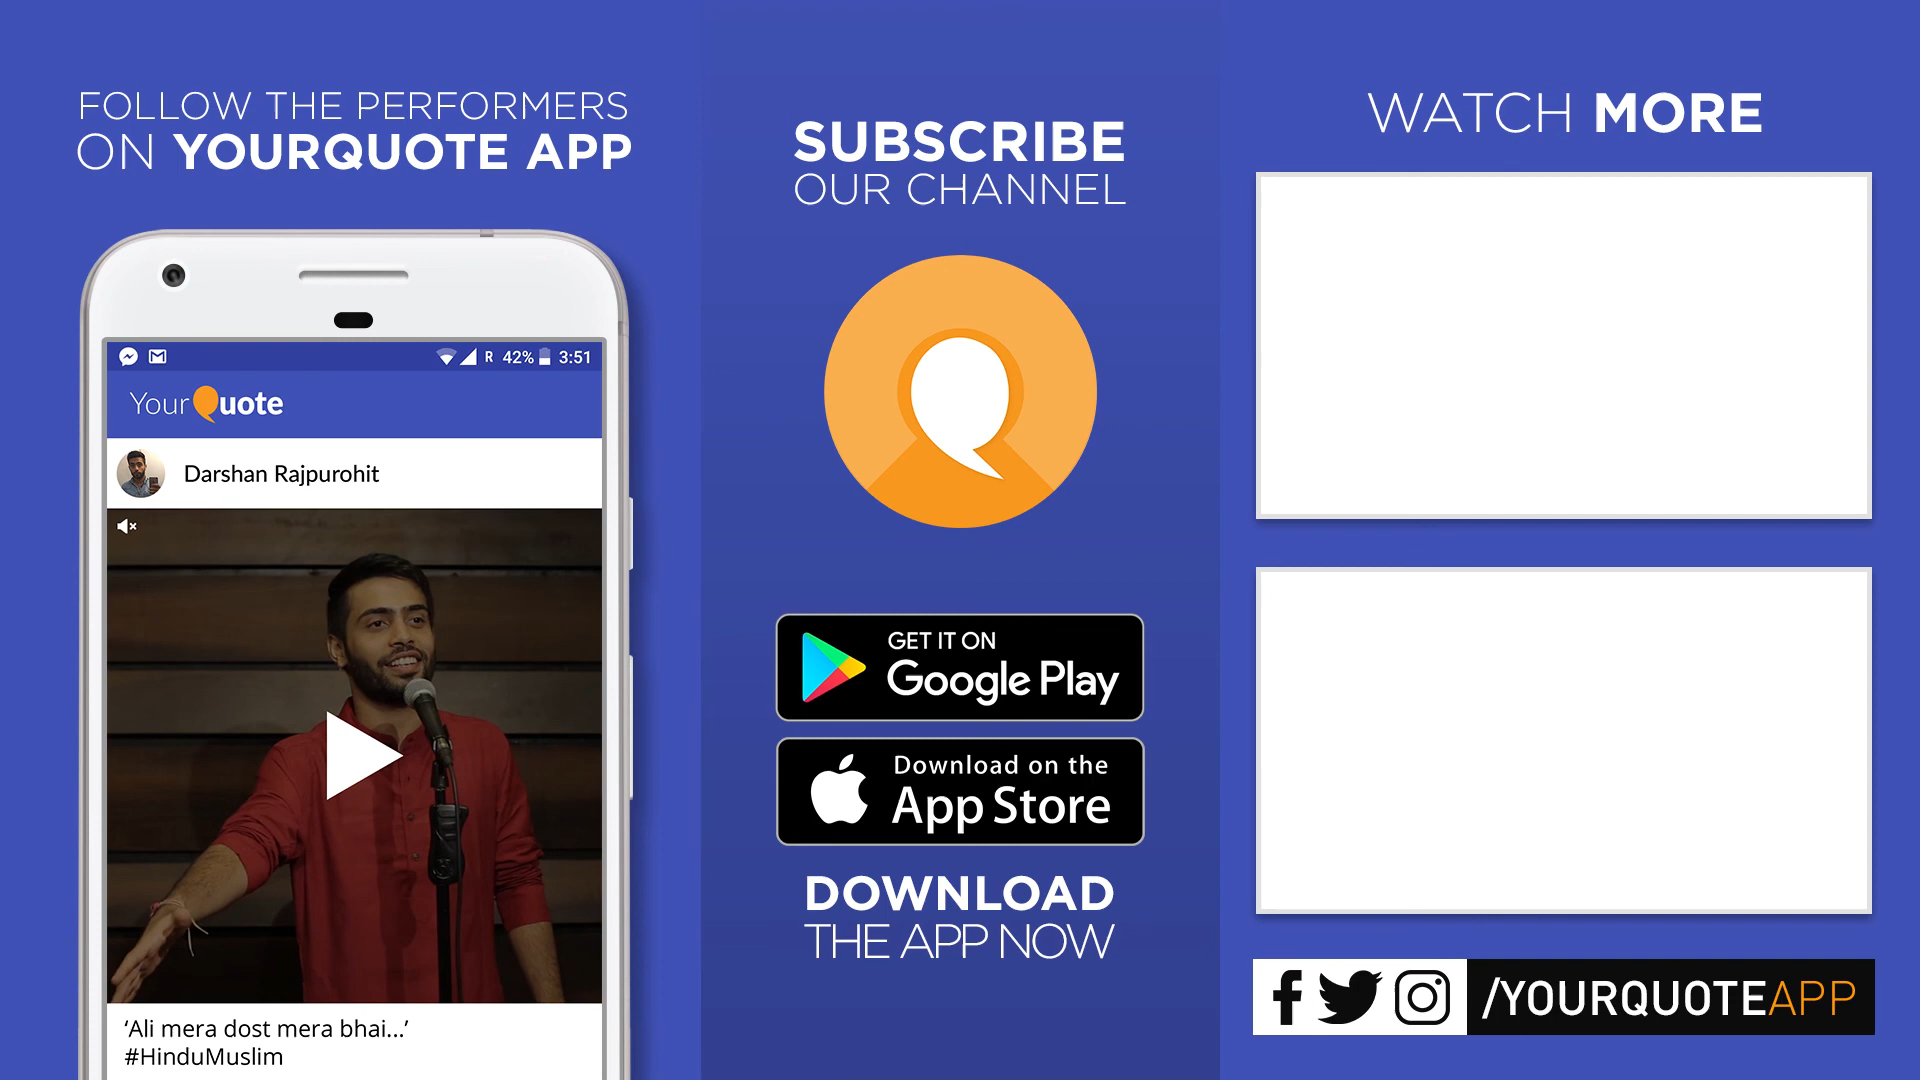 FOLLOW THE PERFORMERS
ON YOURQUOTE APP
R 42% 3:51
YourQuote
Darshan Rajpurohit
‘Ali mera dost mera bhai...’
#HinduMuslim
SUBSCRIBE
OUR CHANNEL
GET IT ON
Google Play
Download on the
App Store
DOWNLOAD
THE APP NOW
WATCH MORE
/YOURQUOTEAPP